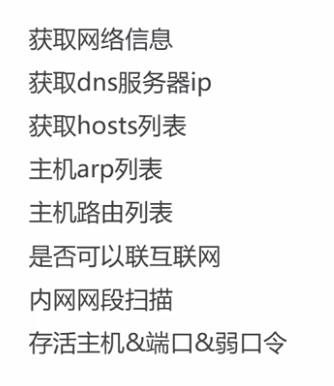 获取网络信息
获取dns服务器ip
获取hosts列表
主机arp列表
主机路由列表
是否可以联互联网
内网网段扫描
存活主机&端口&弱口令